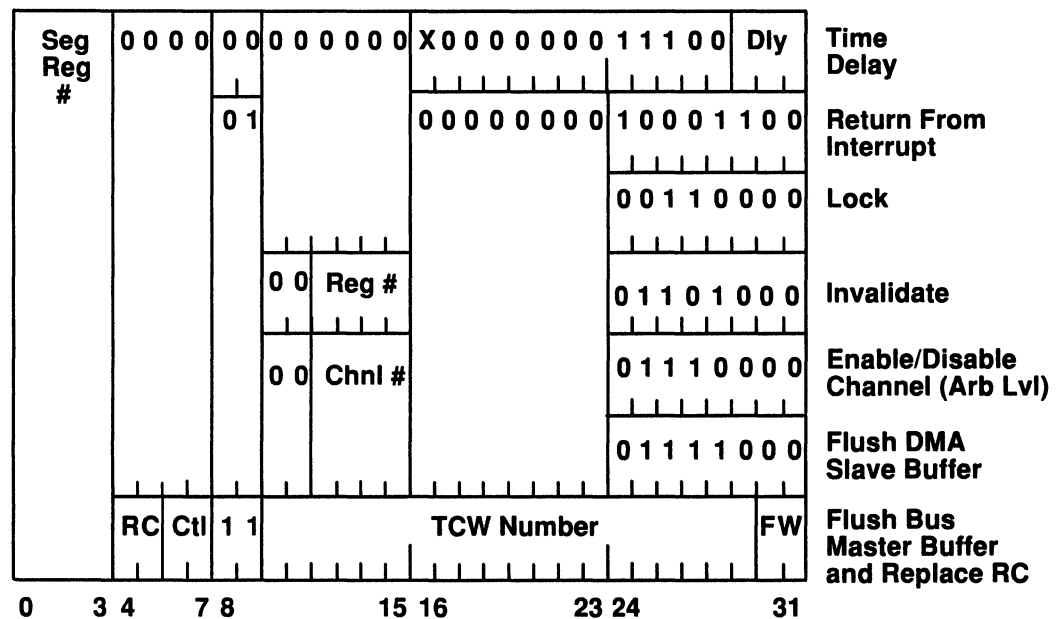 Seg Reg # 0 0 0 0 0 0 0 0 0 0 0 0 X 0 0 0 0 0 0 0 1 1 1 0 0 Dly Time Delay
0 1 0 0 0 0 0 0 0 0 1 0 0 0 1 1 0 0 Return From Interrupt
0 0 1 1 0 0 0 0 Lock
0 0 Reg # 0 1 1 0 1 0 0 0 Invalidate
0 0 Chnl # 0 1 1 1 0 0 0 0 Enable/Disable Channel (Arb Lvl)
0 1 1 1 1 0 0 0 Flush DMA Slave Buffer
RC Ctl 1 1 TCW Number FW Flush Bus Master Buffer and Replace RC
0 3 4 7 8 15 16 23 24 31